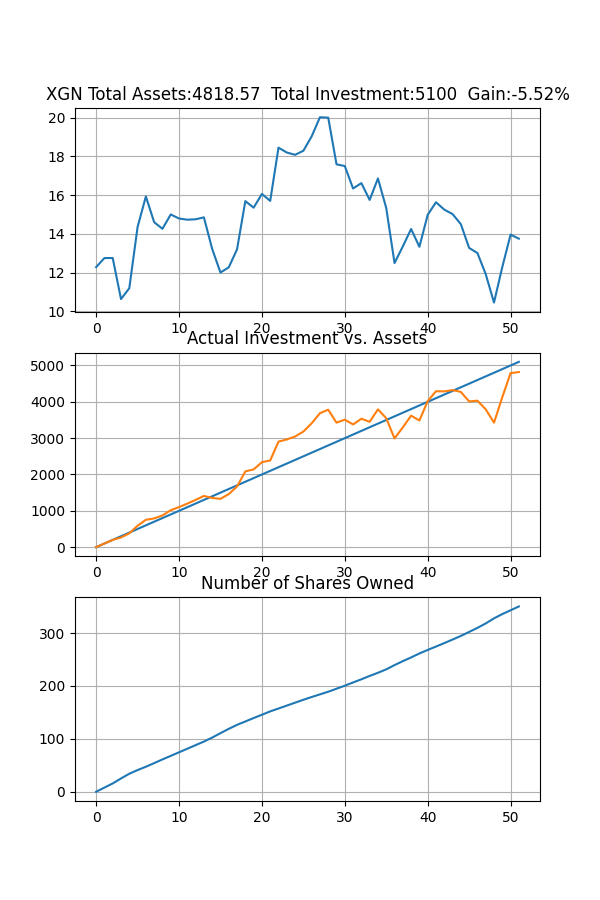 XGN Total Assets:4818.57  Total Investment:5100  Gain:-5.52%
20
18
16
14
12
10
0 10 20 30 40 50
Actual Investment vs. Assets
5000
4000
3000
2000
1000
0
0 10 20 30 40 50
Number of Shares Owned
300
200
100
0
0 10 20 30 40 50